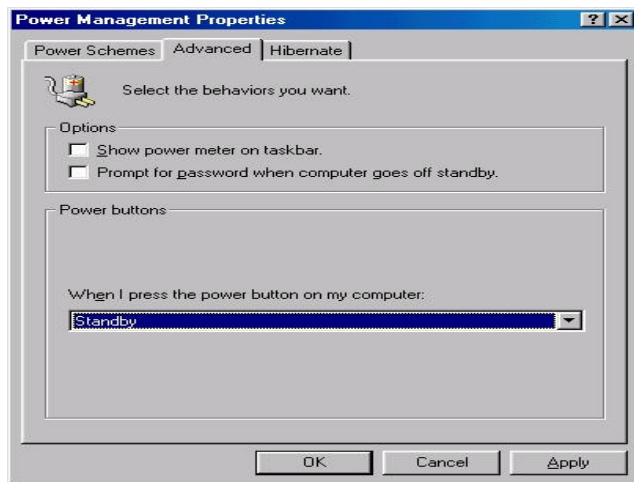 Power Management Properties
Power Schemes Advanced Hibernate
Select the behaviors you want.
Options
Show power meter on taskbar.
Prompt for password when computer goes off standby.
Power buttons
When I press the power button on my computer:
Standby
OK Cancel Apply